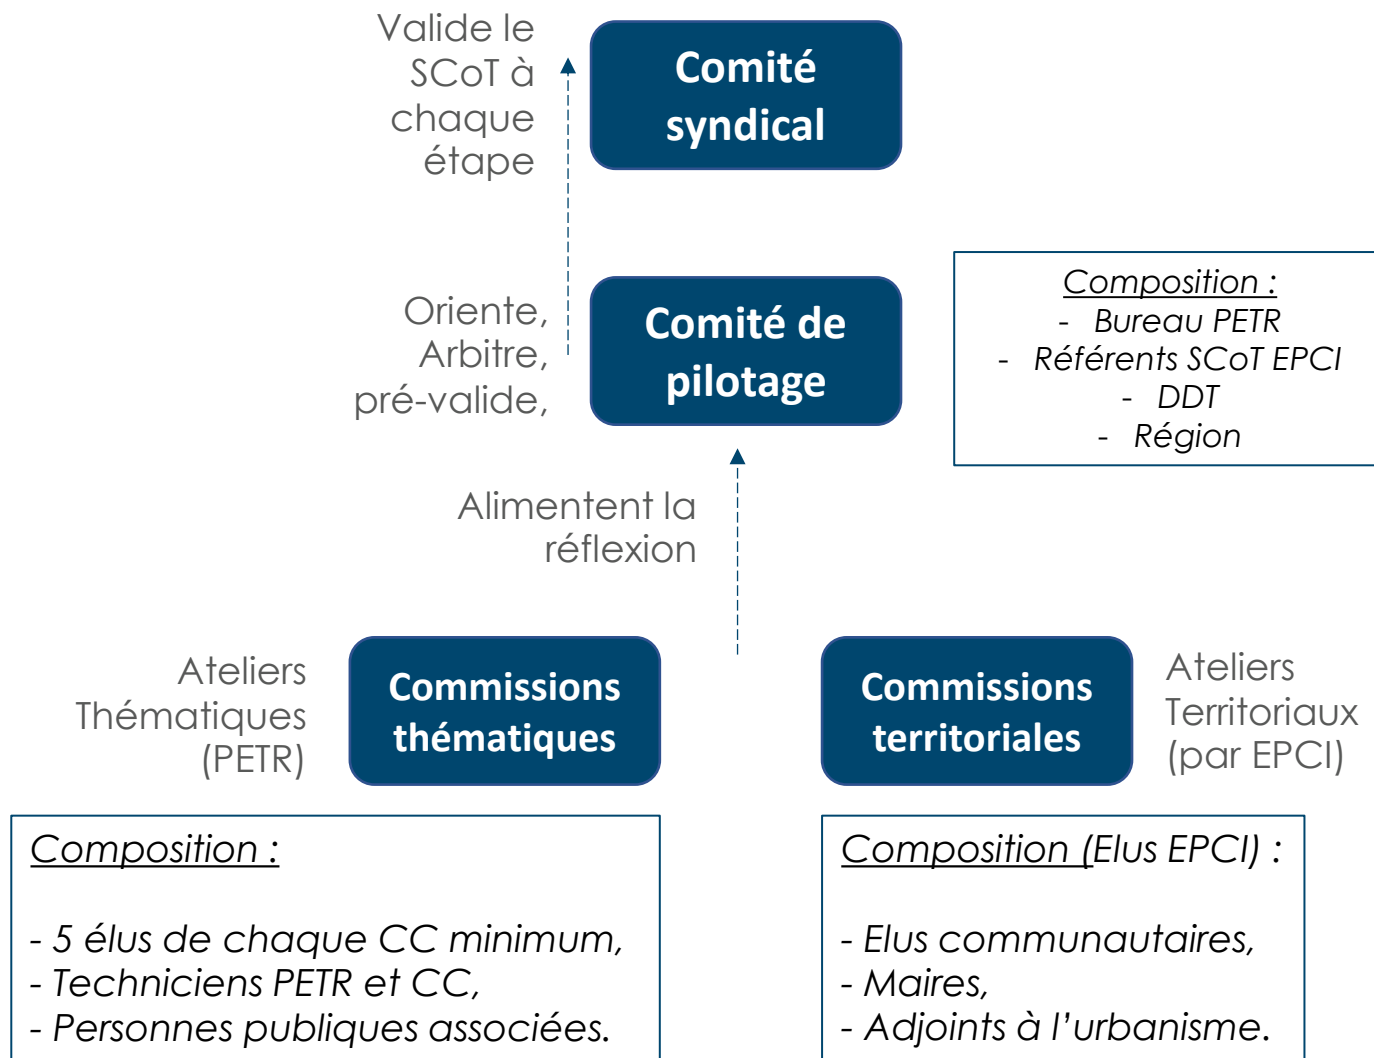 Valide le
SCoT à
chaque
étape
Comité
syndical
Oriente,
Arbitre,
pré-valide,
Comité de
pilotage
Composition :
- Bureau PETR
- Référents SCoT EPCI
- DDT
- Région
Alimentent la
réflexion
Ateliers
Thématiques
(PETR)
Commissions
thématiques
Commissions
territoriales
Ateliers
Territoriaux
(par EPCI)
Composition :
- 5 élus de chaque CC minimum,
- Techniciens PETR et CC,
- Personnes publiques associées.
Composition (Elus EPCI) :
- Elus communautaires,
- Maires,
- Adjoints à l’urbanisme.